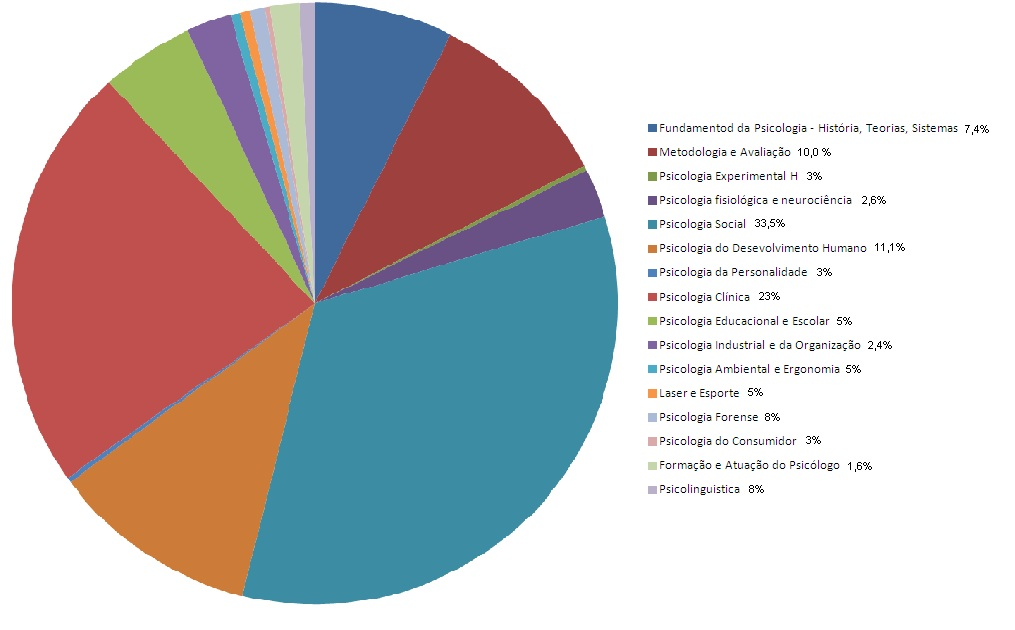 Fundamentod da Psicologia - História, Teorias, Sistemas 7,4%
Metodologia e Avaliação 10,0 %
Psicologia Experimental H 3%
Psicologia fisiológica e neurociência 2,6%
Psicologia Social 33,5%
Psicologia do Desevolvimento Humano 11,1%
Psicologia da Personalidade 3%
Psicologia Clínica 23%
Psicologia Educacional e Escolar 5%
Psicologia Industrial e da Organização 2,4%
Psicologia Ambiental e Ergonomia 5%
Laser e Esporte 5%
Psicologia Forense 8%
Psicologia do Consumidor 3%
Formação e Atuação do Psicólogo 1,6%
Psicolinguistica 8%